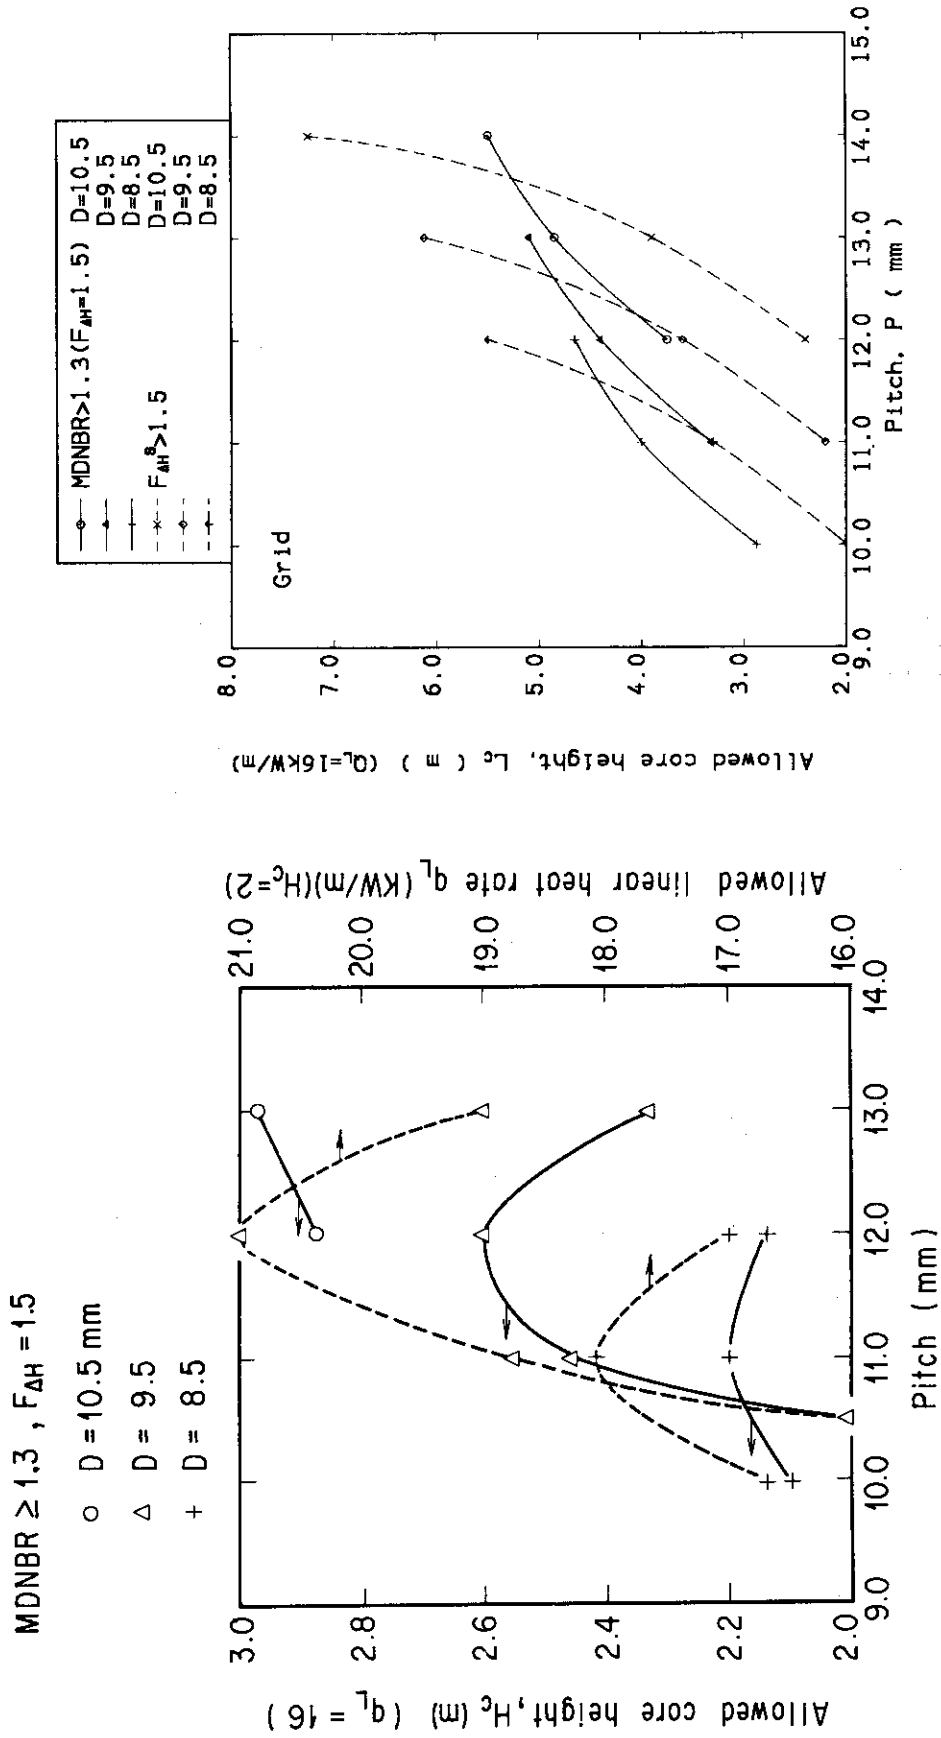 MDNBR ≥ 1.3 , F_ΔH = 1.5
○ D = 10.5 mm
△ D = 9.5
+ D = 8.5
Allowed core height, H_c (m) (q_L = 16)
3.0
2.8
2.6
2.4
2.2
2.0
9.0 10.0 11.0 12.0 13.0 14.0
Pitch (mm)
21.0
20.0
19.0
18.0
17.0
16.0
Allowed linear heat rate q_L (KW/m)(H_c=2)
MDNBR>1.3(F_ΔH=1.5) D=10.5
D=9.5
D=8.5
F_ΔH^S>1.5 D=10.5
D=9.5
D=8.5
Grid
Allowed core height, L_c ( m ) (Q_L=16kW/m)
8.0
7.0
6.0
5.0
4.0
3.0
2.0
9.0 10.0 11.0 12.0 13.0 14.0 15.0
Pitch, P ( mm )